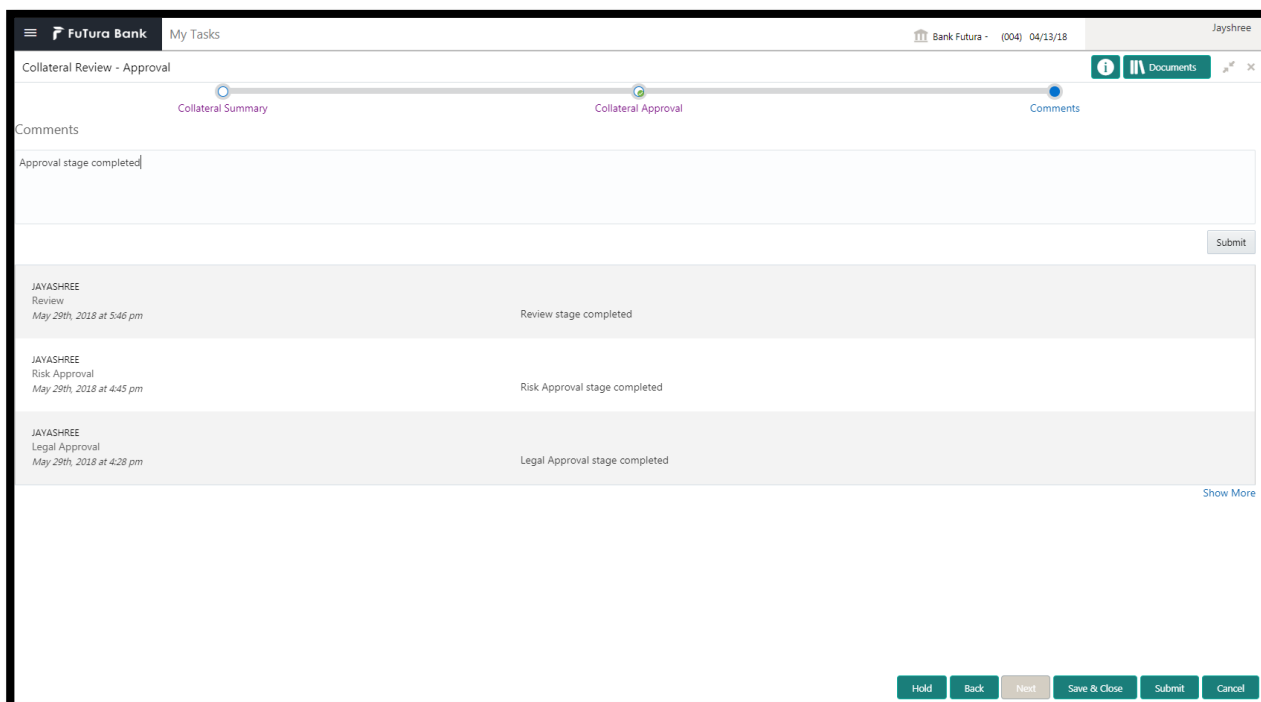 FuTura Bank
My Tasks
Bank Futura - (004) 04/13/18
Jayshree
Collateral Review - Approval
i
Documents
Collateral Summary
Collateral Approval
Comments
Comments
Approval stage completed
Submit
JAYASHREE
Review
May 29th, 2018 at 5:46 pm
Review stage completed
JAYASHREE
Risk Approval
May 29th, 2018 at 4:45 pm
Risk Approval stage completed
JAYASHREE
Legal Approval
May 29th, 2018 at 4:28 pm
Legal Approval stage completed
Show More
Hold
Back
Next
Save & Close
Submit
Cancel